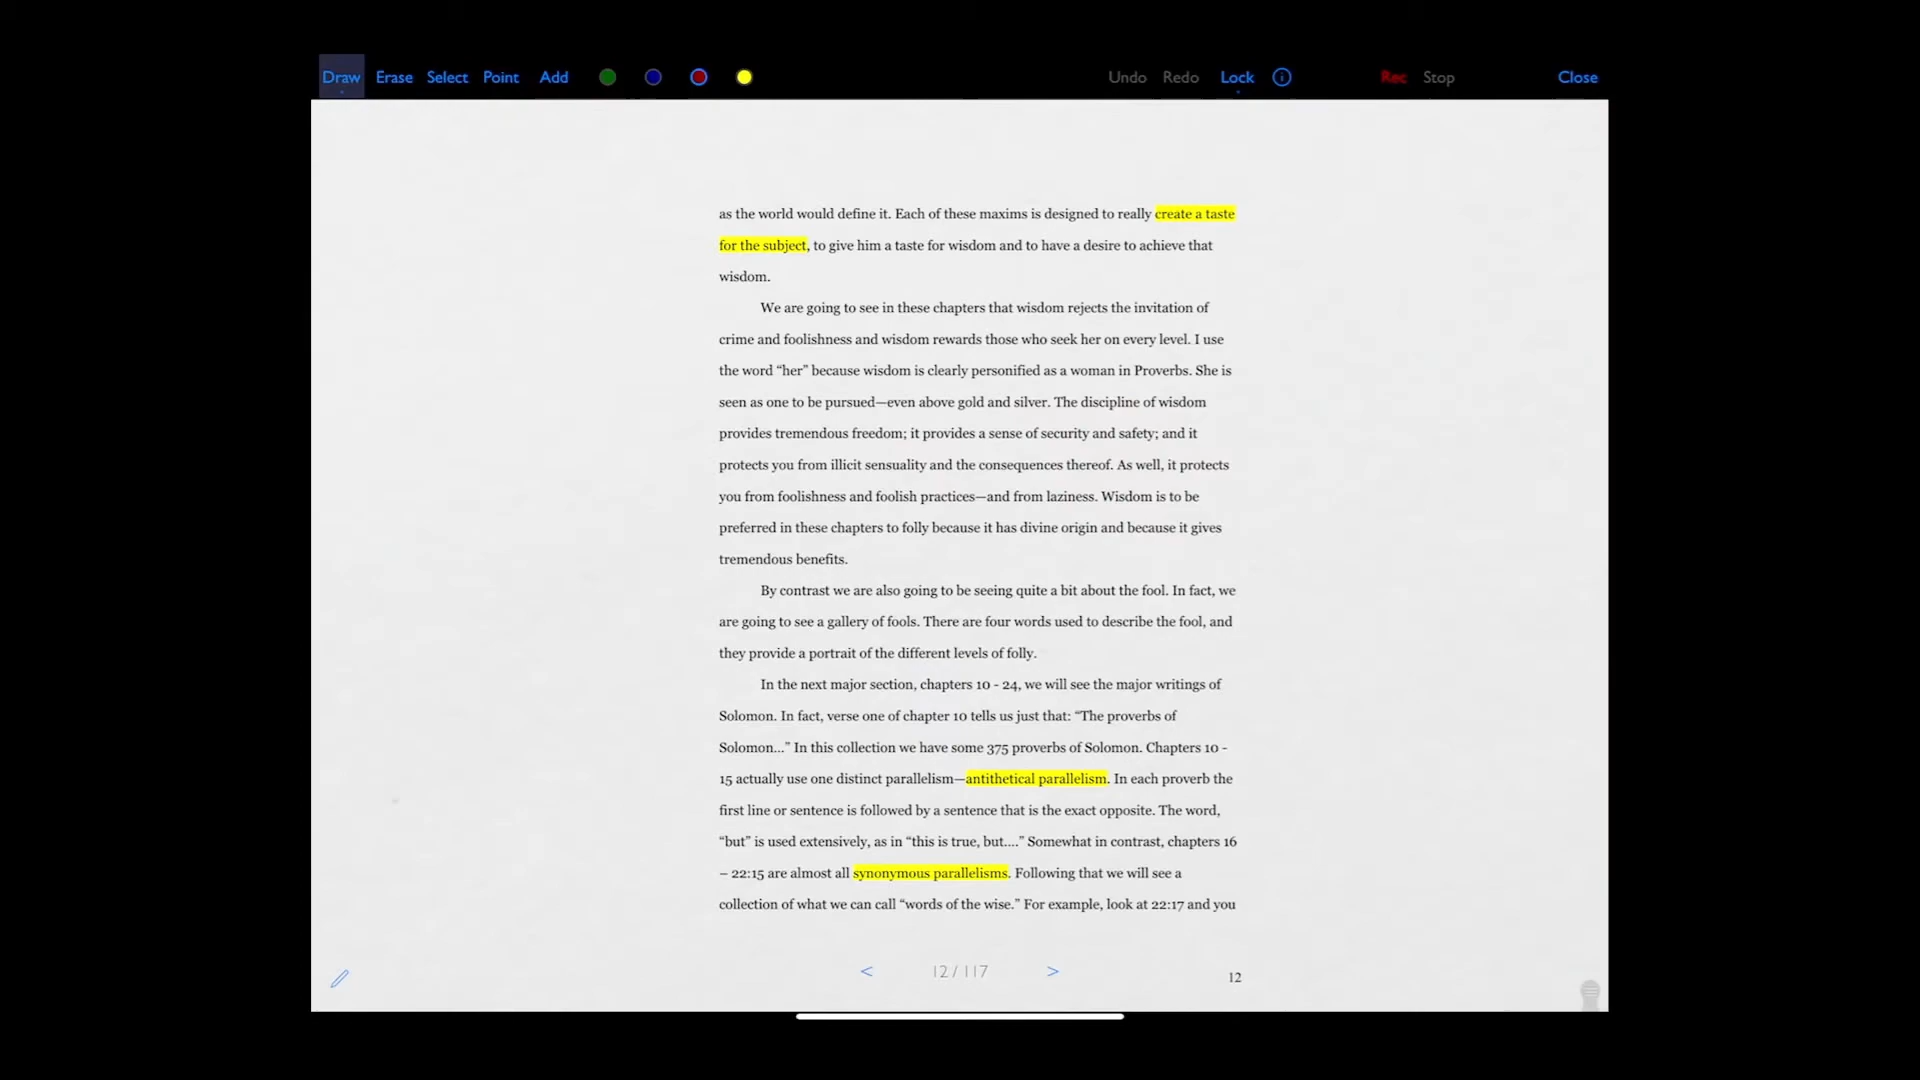 Draw Erase Select Point Add Undo Redo Lock Rec Stop Close
as the world would define it. Each of these maxims is designed to really create a taste
for the subject, to give him a taste for wisdom and to have a desire to achieve that
wisdom.
We are going to see in these chapters that wisdom rejects the invitation of
crime and foolishness and wisdom rewards those who seek her on every level. I use
the word “her” because wisdom is clearly personified as a woman in Proverbs. She is
seen as one to be pursued—even above gold and silver. The discipline of wisdom
provides tremendous freedom; it provides a sense of security and safety; and it
protects you from illicit sensuality and the consequences thereof. As well, it protects
you from foolishness and foolish practices—and from laziness. Wisdom is to be
preferred in these chapters to folly because it has divine origin and because it gives
tremendous benefits.
By contrast we are also going to be seeing quite a bit about the fool. In fact, we
are going to see a gallery of fools. There are four words used to describe the fool, and
they provide a portrait of the different levels of folly.
In the next major section, chapters 10 - 24, we will see the major writings of
Solomon. In fact, verse one of chapter 10 tells us just that: “The proverbs of
Solomon...” In this collection we have some 375 proverbs of Solomon. Chapters 10 -
15 actually use one distinct parallelism—antithetical parallelism. In each proverb the
first line or sentence is followed by a sentence that is the exact opposite. The word,
“but” is used extensively, as in “this is true, but....” Somewhat in contrast, chapters 16
– 22:15 are almost all synonymous parallelisms. Following that we will see a
collection of what we can call “words of the wise.” For example, look at 22:17 and you
< 12 / 117 >
12